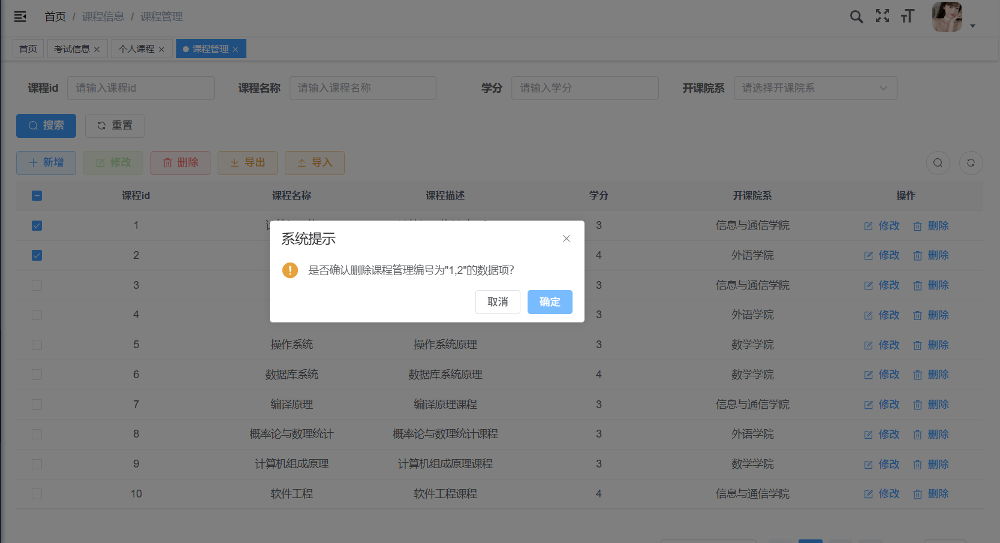 首页 / 课程信息 / 课程管理
首页 考试信息 个人课程 课程管理
课程id 请输入课程id 课程名称 请输入课程名称 学分 请输入学分 开课院系 请选择开课院系
搜索 重置
新增 修改 删除 导出 导入
课程id 课程名称 课程描述 学分 开课院系 操作
1 3 信息与通信学院 修改 删除
系统提示
2 4 外语学院 修改 删除
是否确认删除课程管理编号为"1,2"的数据项?
3 3 信息与通信学院 修改 删除
取消 确定
4 3 外语学院 修改 删除
5 操作系统 操作系统原理 3 数学学院 修改 删除
6 数据库系统 数据库系统原理 4 数学学院 修改 删除
7 编译原理 编译原理课程 3 信息与通信学院 修改 删除
8 概率论与数理统计 概率论与数理统计课程 3 外语学院 修改 删除
9 计算机组成原理 计算机组成原理课程 3 数学学院 修改 删除
10 软件工程 软件工程课程 4 信息与通信学院 修改 删除